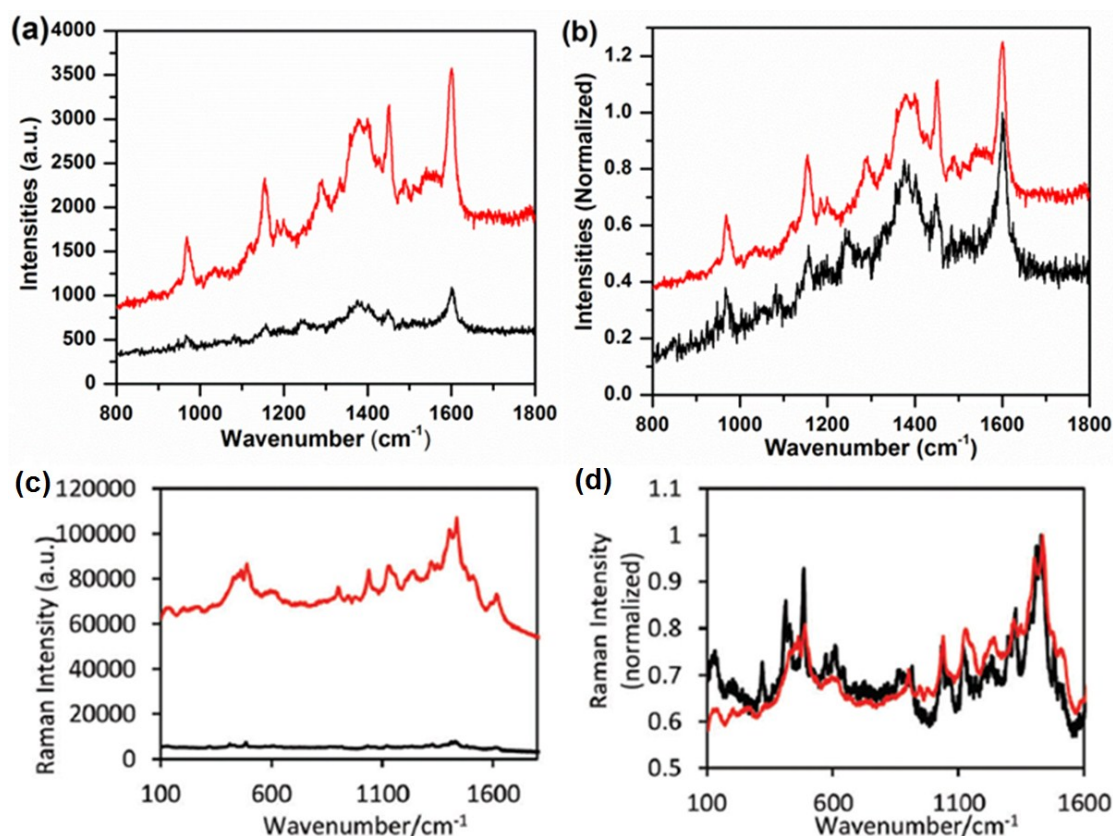 (a)
4000
3500
3000
2500
2000
1500
1000
500
0
Intensities (a.u.)
800 1000 1200 1400 1600 1800
Wavenumber (cm-1)
(b)
1.2
1.0
0.8
0.6
0.4
0.2
0.0
Intensities (Normalized)
800 1000 1200 1400 1600 1800
Wavenumber (cm-1)
(c)
120000
100000
80000
60000
40000
20000
0
Raman Intensity (a.u.)
100 600 1100 1600
Wavenumber/cm-1
(d)
1.1
1
0.9
0.8
0.7
0.6
0.5
Raman Intensity
(normalized)
100 600 1100 1600
Wavenumber/cm-1